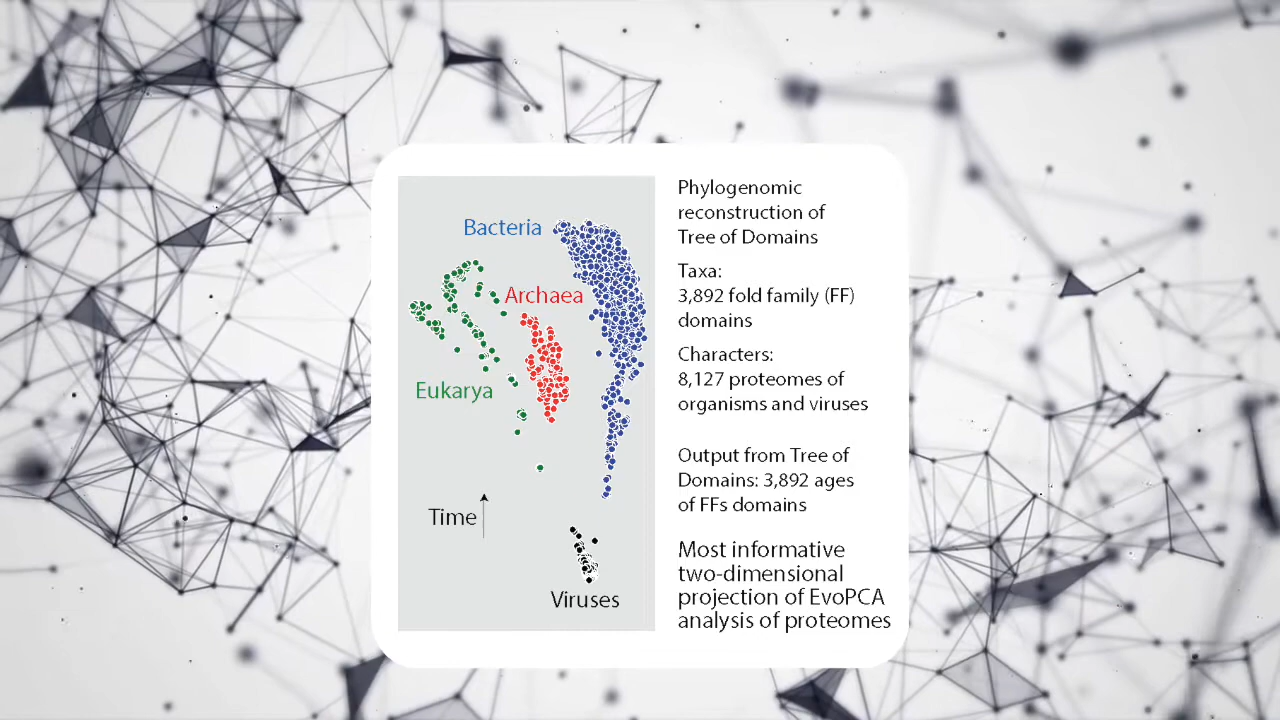 Bacteria
Archaea
Eukarya
Time
Viruses
Phylogenomic
reconstruction of
Tree of Domains
Taxa:
3,892 fold family (FF)
domains
Characters:
8,127 proteomes of
organisms and viruses
Output from Tree of
Domains: 3,892 ages
of FFs domains
Most informative
two-dimensional
projection of EvoPCA
analysis of proteomes